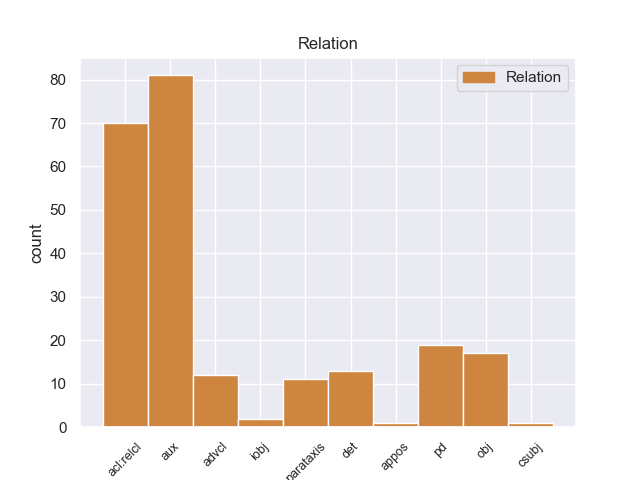 Relation
Relation
count
80
70
60
50
40
30
20
10
0
acl:relcl
aux
advcl
iobj
parataxis
det
appos
pd
obj
csubj